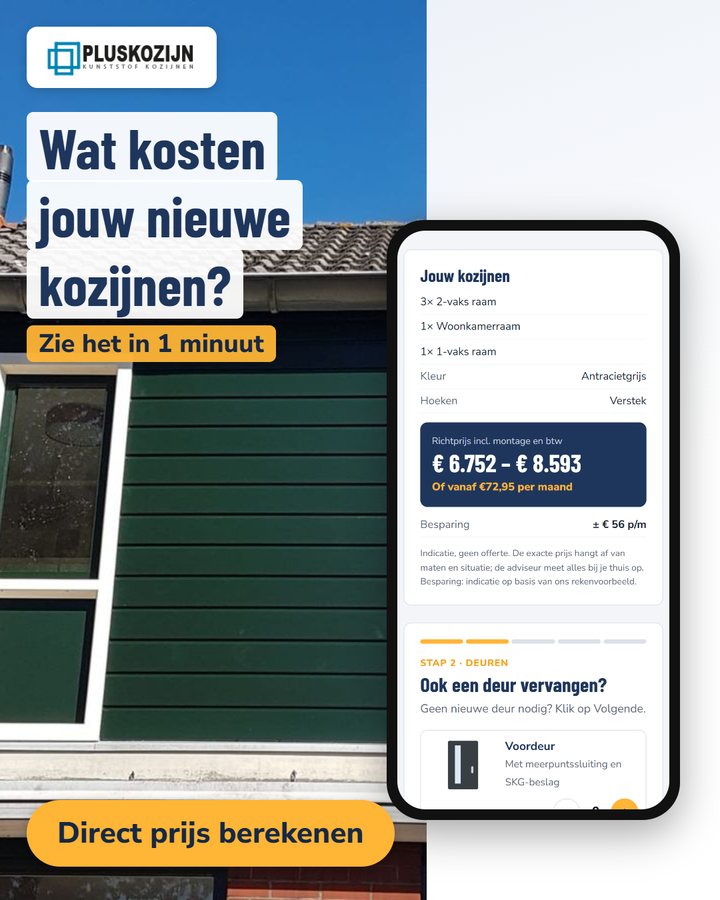 PLUSKOZIJN
KUNSTSTOF KOZIJNEN
Wat kosten
jouw nieuwe
kozijnen?
Zie het in 1 minuut
Jouw kozijnen
3× 2-vaks raam
1× Woonkamerraam
1× 1-vaks raam
Kleur Antracietgrijs
Hoeken Verstek
Richtprijs incl. montage en btw
€ 6.752 – € 8.593
Of vanaf €72,95 per maand
Besparing ± € 56 p/m
Indicatie, geen offerte. De exacte prijs hangt af van
maten en situatie; de adviseur meet alles bij je thuis op.
Besparing: indicatie op basis van ons rekenvoorbeeld.
STAP 2 · DEUREN
Ook een deur vervangen?
Geen nieuwe deur nodig? Klik op Volgende.
Voordeur
Met meerpuntssluiting en
SKG-beslag
Direct prijs berekenen